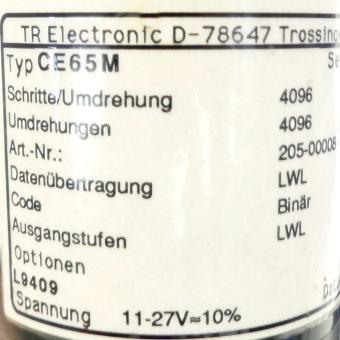 TR Electronic D-78647 Trossing
Typ CE65M Se
Schritte/Umdrehung 4096
Umdrehungen 4096
Art.-Nr.: 205-00008
Datenübertragung LWL
Code Binär
Ausgangstufen LWL
Optionen
L9409
Spannung 11-27V≈10%